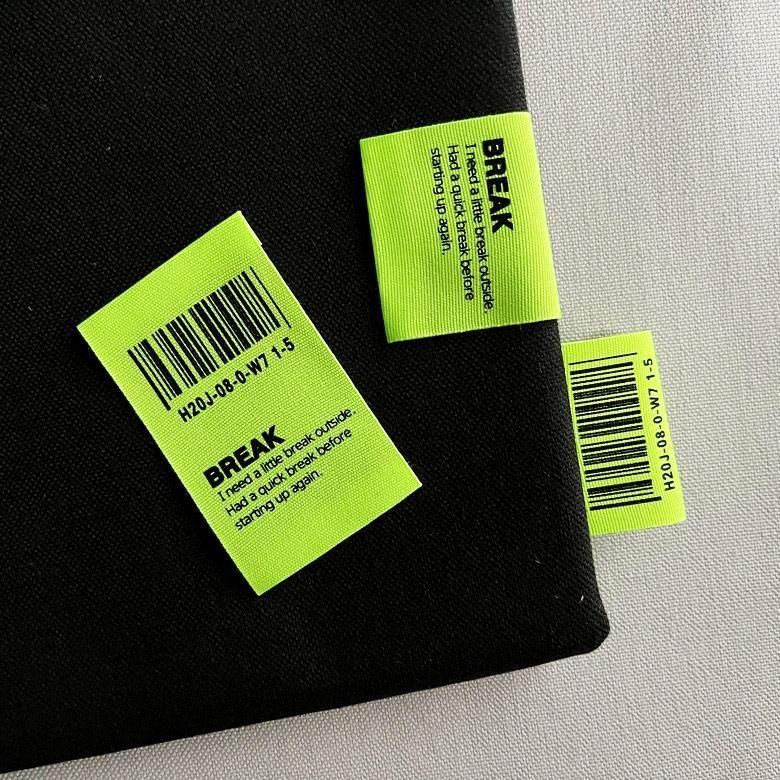 H20J-08-0-W7 1-5
BREAK
I need a little break outside.
Had a quick break before
starting up again.
BREAK
I need a little break outside.
Had a quick break before
starting up again.
H20J-08-0-W7 1-5